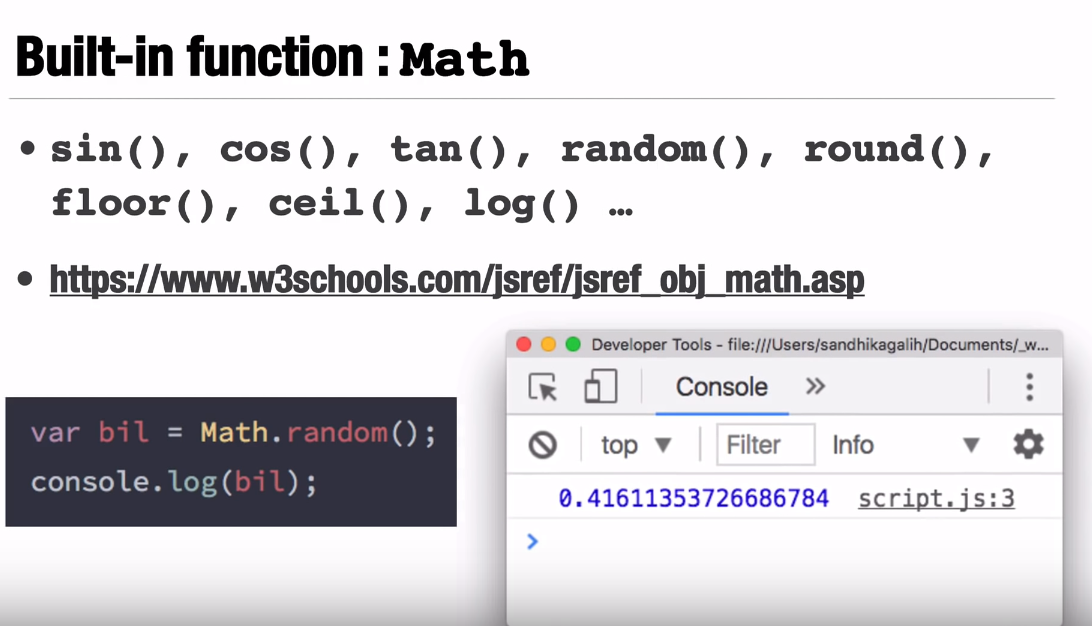 Built-in function : Math
• sin(), cos(), tan(), random(), round(),
floor(), ceil(), log() …
• https://www.w3schools.com/jsref/jsref_obj_math.asp
var bil = Math.random();
console.log(bil);
Developer Tools - file:///Users/sandhikagalih/Documents/_w...
Console
top ▼ Filter Info ▼
0.41611353726686784 script.js:3